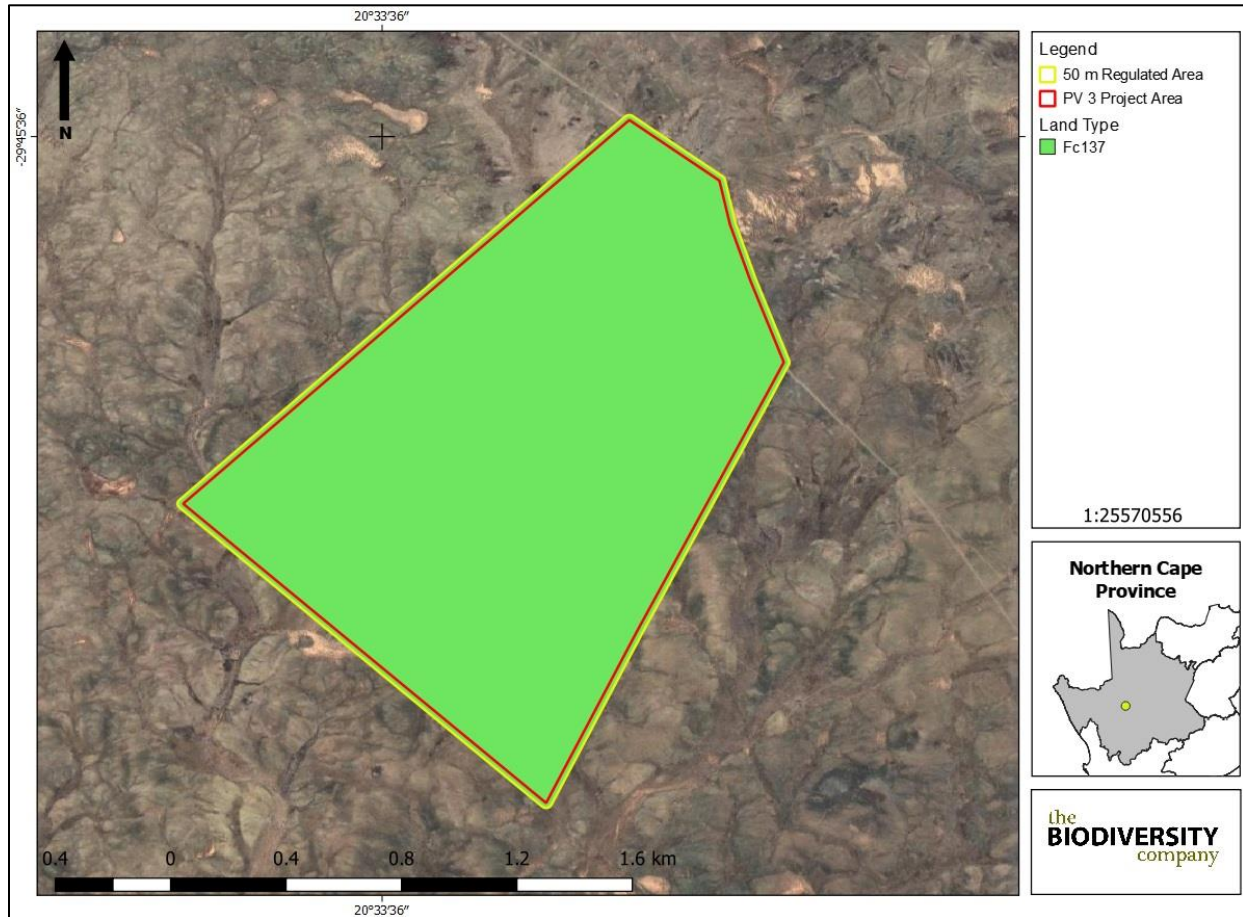 20°33'36"
-29°45'36"
N
0.4 0 0.4 0.8 1.2 1.6 km
20°33'36"
Legend
50 m Regulated Area
PV 3 Project Area
Land Type
Fc137
1:25570556
Northern Cape
Province
the
BIODIVERSITY
company